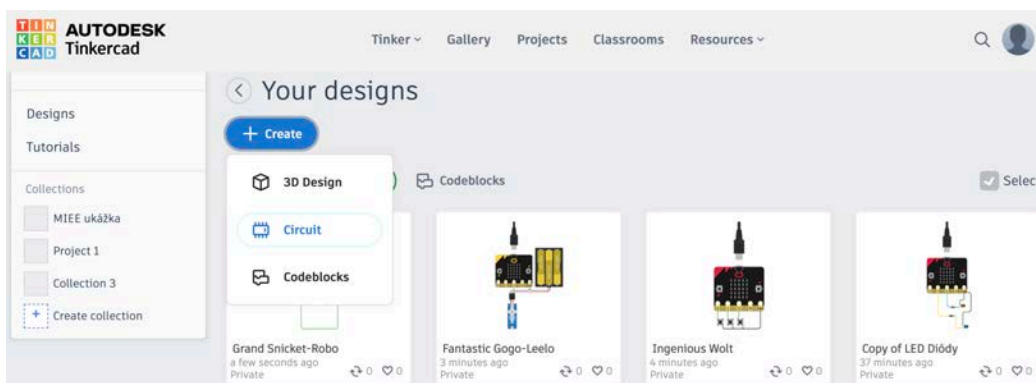 TIN
KER
CAD
AUTODESK
Tinkercad
Tinker
Gallery
Projects
Classrooms
Resources
Designs
Tutorials
Collections
MIEE ukážka
Project 1
Collection 3
+ Create collection
Your designs
+ Create
3D Design
Circuit
Codeblocks
Codeblocks
Selec
Grand Snicket-Robo
a few seconds ago
Private
0 0
Fantastic Gogo-Leelo
3 minutes ago
Private
0 0
Ingenious Wolt
4 minutes ago
Private
0 0
Copy of LED Diódy
37 minutes ago
Private
0 0